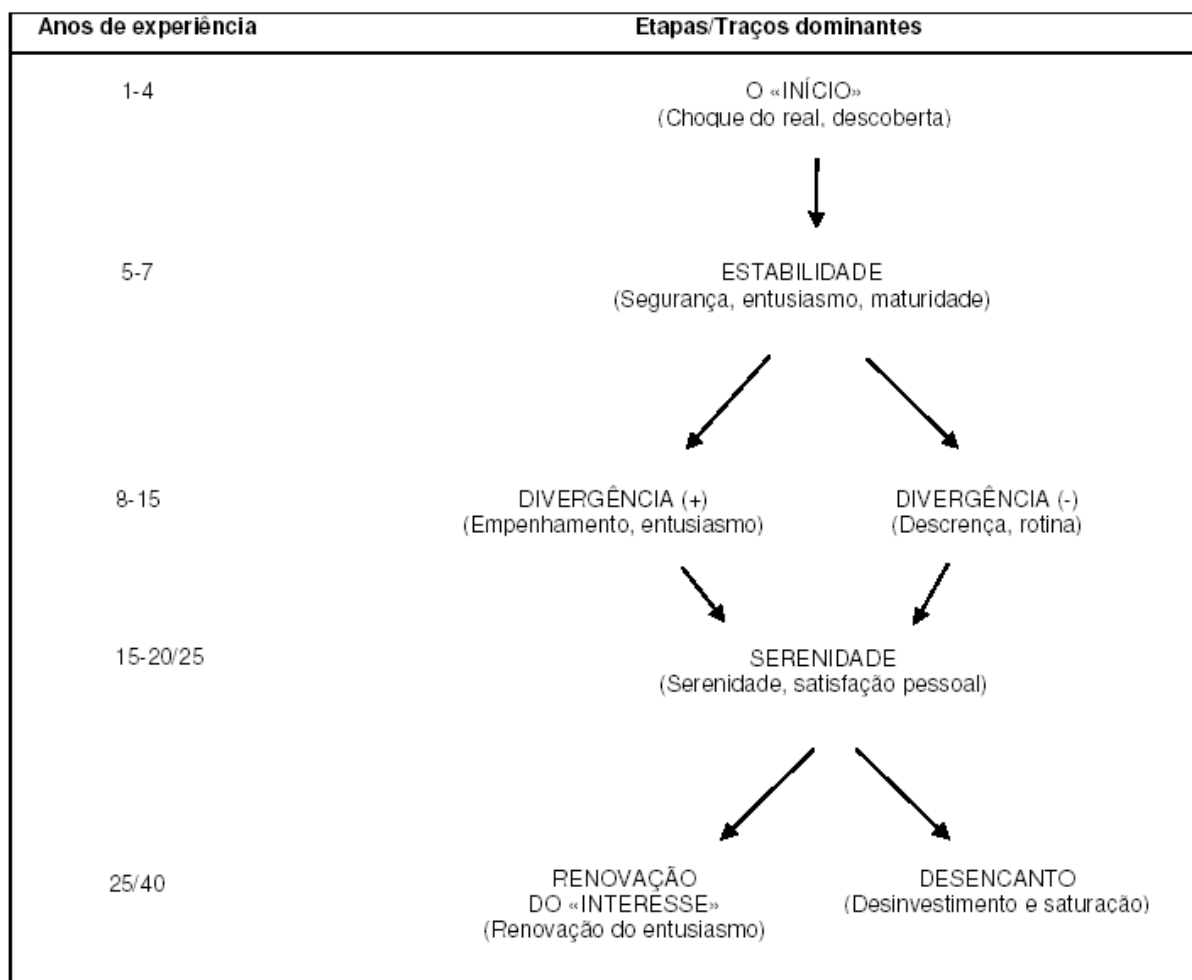 Anos de experiência
Etapas/Traços dominantes
1-4
O «INÍCIO»
(Choque do real, descoberta)
5-7
ESTABILIDADE
(Segurança, entusiasmo, maturidade)
8-15
DIVERGÊNCIA (+)
(Empenhamento, entusiasmo)
DIVERGÊNCIA (-)
(Descrença, rotina)
15-20/25
SERENIDADE
(Serenidade, satisfação pessoal)
25/40
RENOVAÇÃO
DO «INTERESSE»
(Renovação do entusiasmo)
DESENCANTO
(Desinvestimento e saturação)